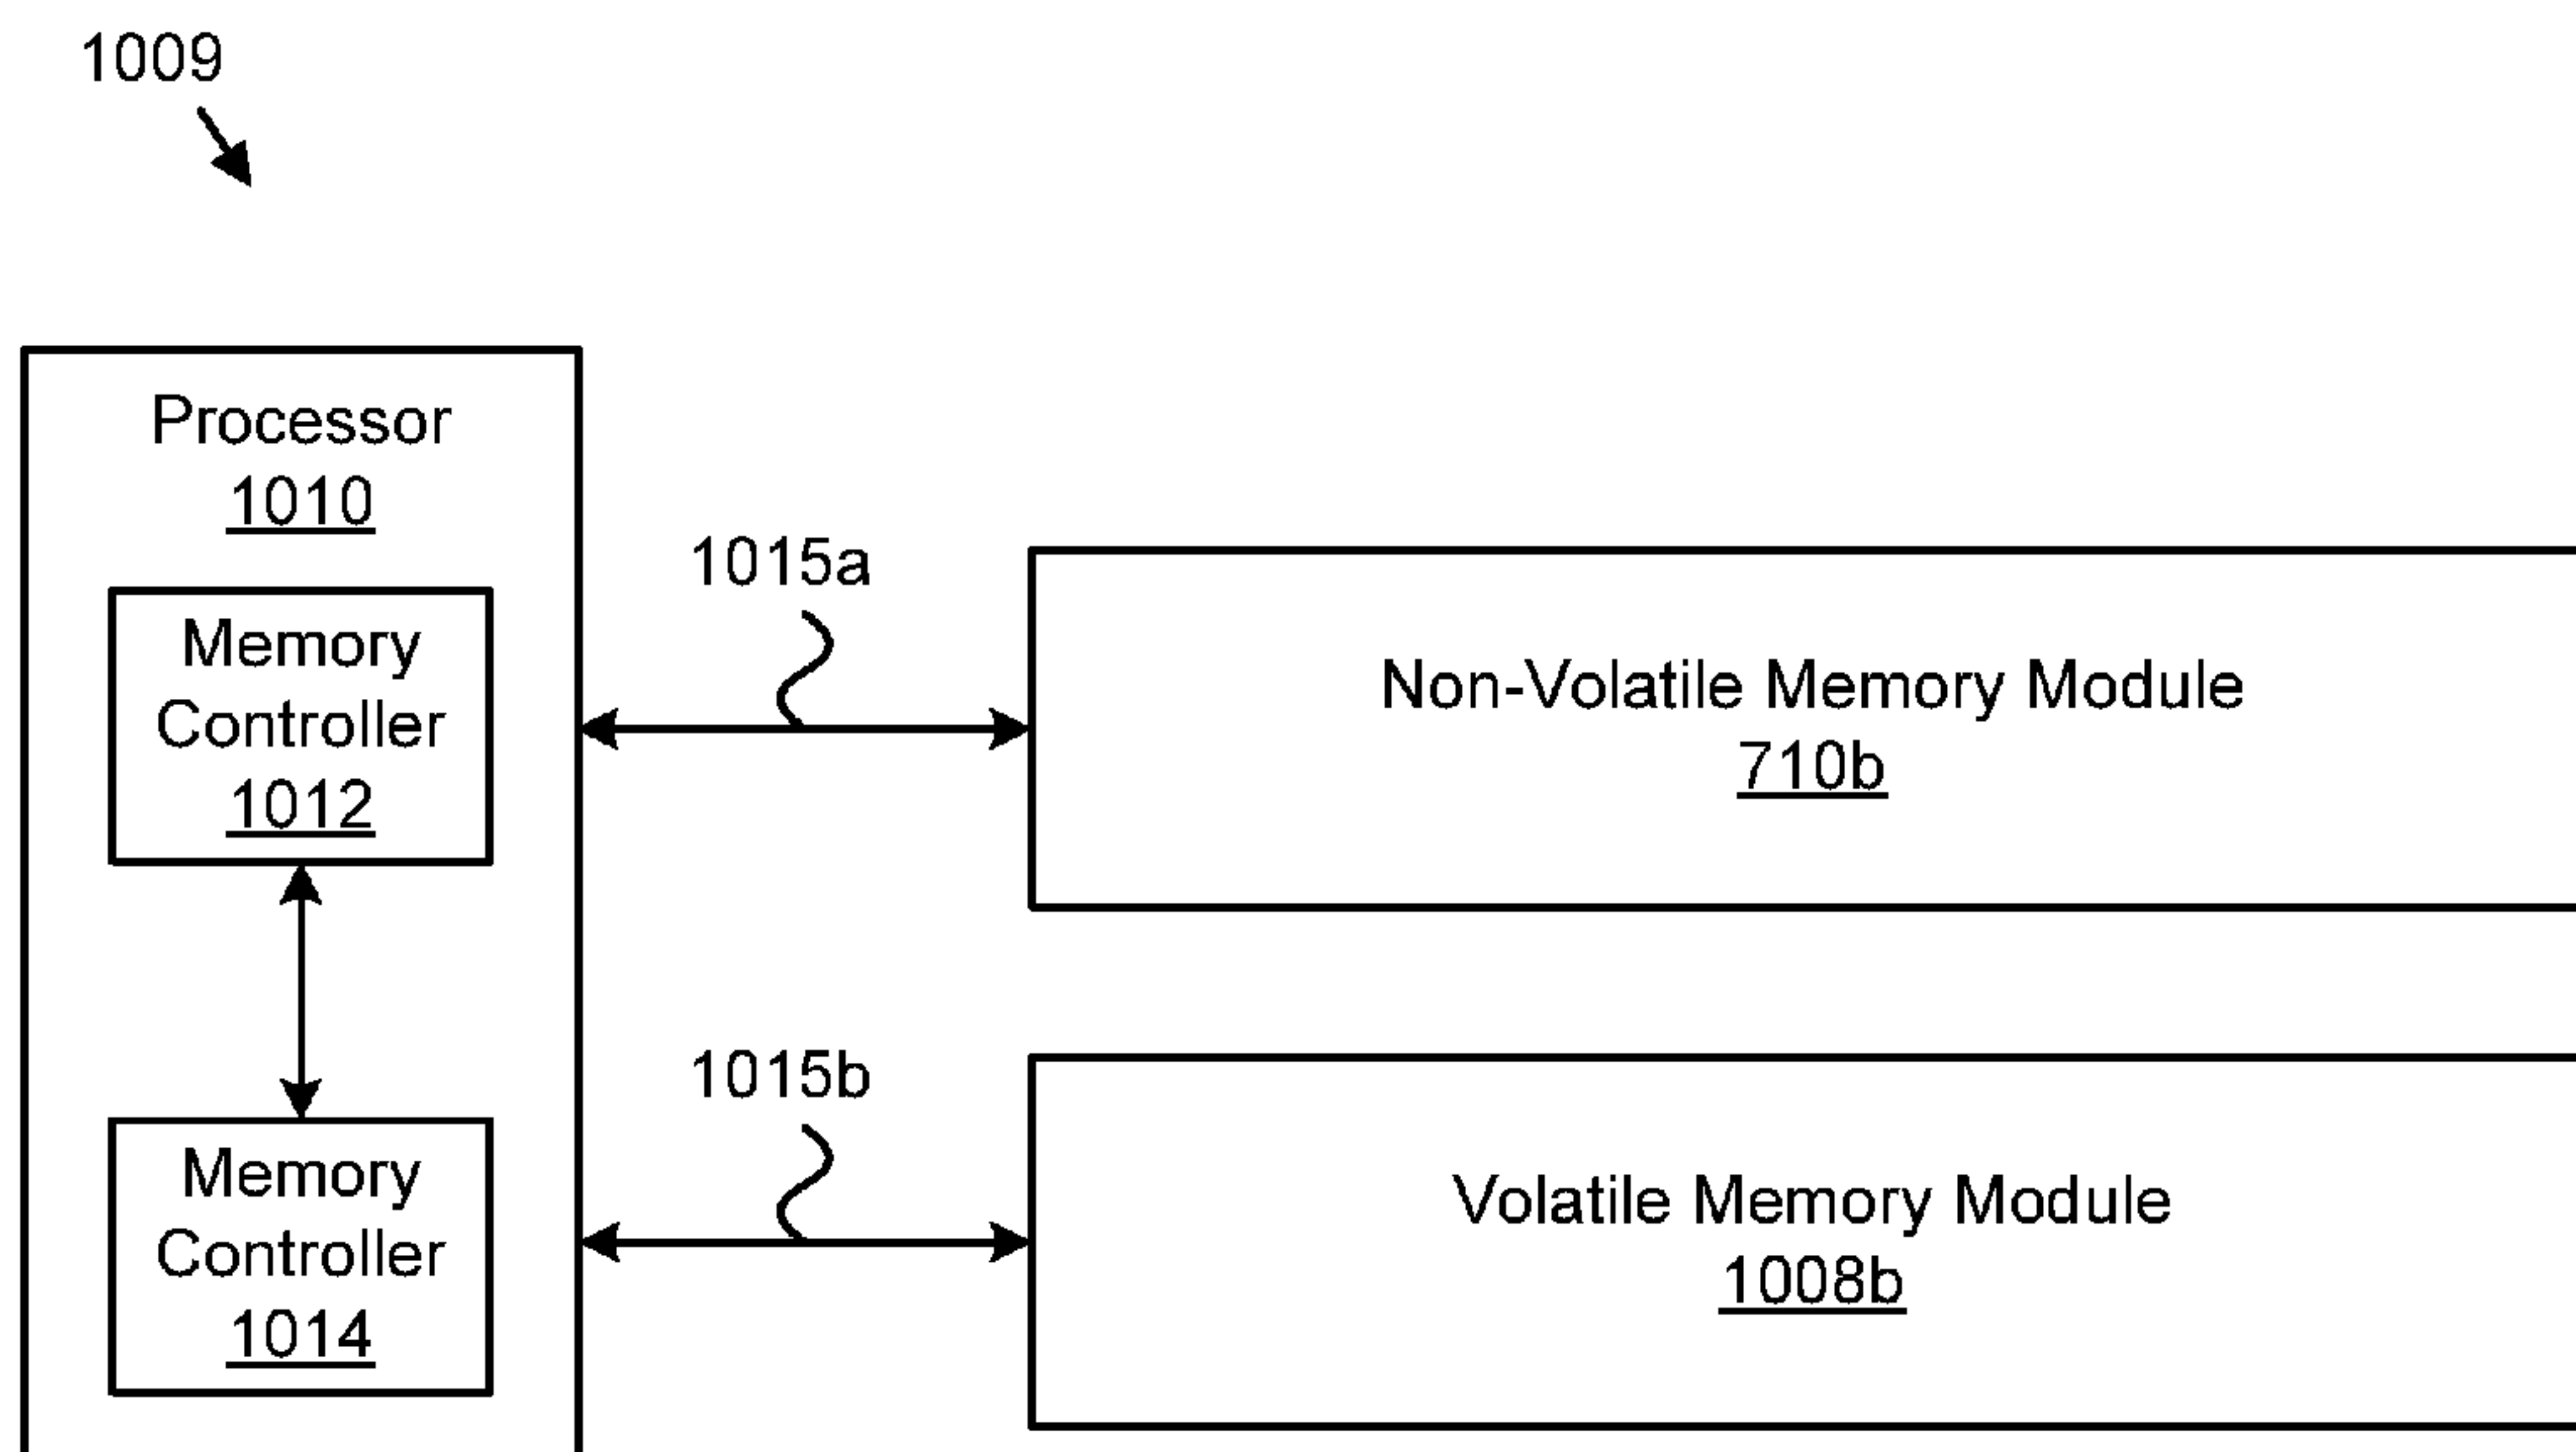 1009
Processor
1010
Memory
Controller
1012
1015a
Non-Volatile Memory Module
710b
1015b
Memory
Controller
1014
Volatile Memory Module
1008b